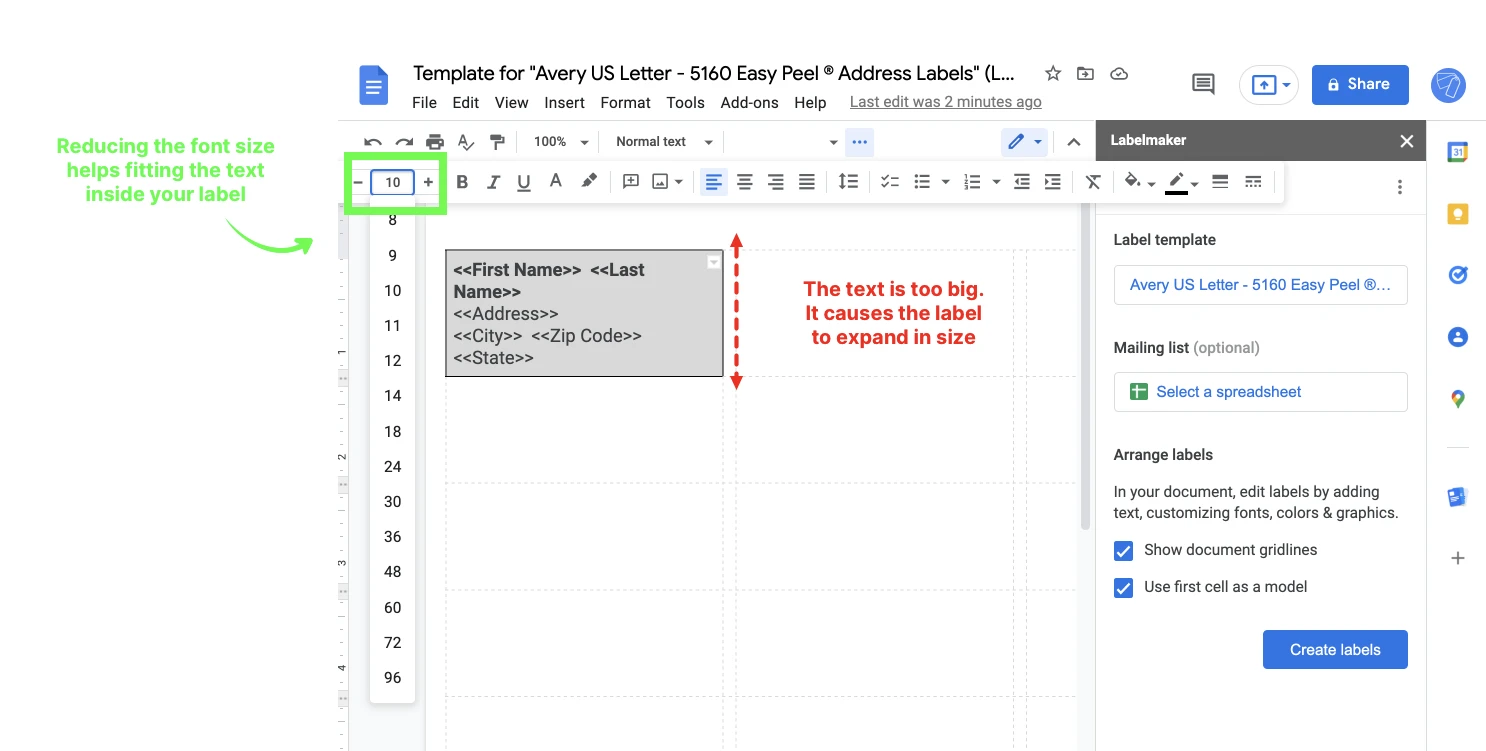 Template for "Avery US Letter - 5160 Easy Peel ® Address Labels" (L...
File Edit View Insert Format Tools Add-ons Help Last edit was 2 minutes ago
Share
100% Normal text
Labelmaker
Reducing the font size
helps fitting the text
inside your label
10
B I U A
8
9
10
11
12
14
18
24
30
36
48
60
72
96
1
2
3
4
<<First Name>> <<Last
Name>>
<<Address>>
<<City>> <<Zip Code>>
<<State>>
The text is too big.
It causes the label
to expand in size
Label template
Avery US Letter - 5160 Easy Peel ®...
Mailing list (optional)
Select a spreadsheet
Arrange labels
In your document, edit labels by adding
text, customizing fonts, colors & graphics.
Show document gridlines
Use first cell as a model
Create labels
31